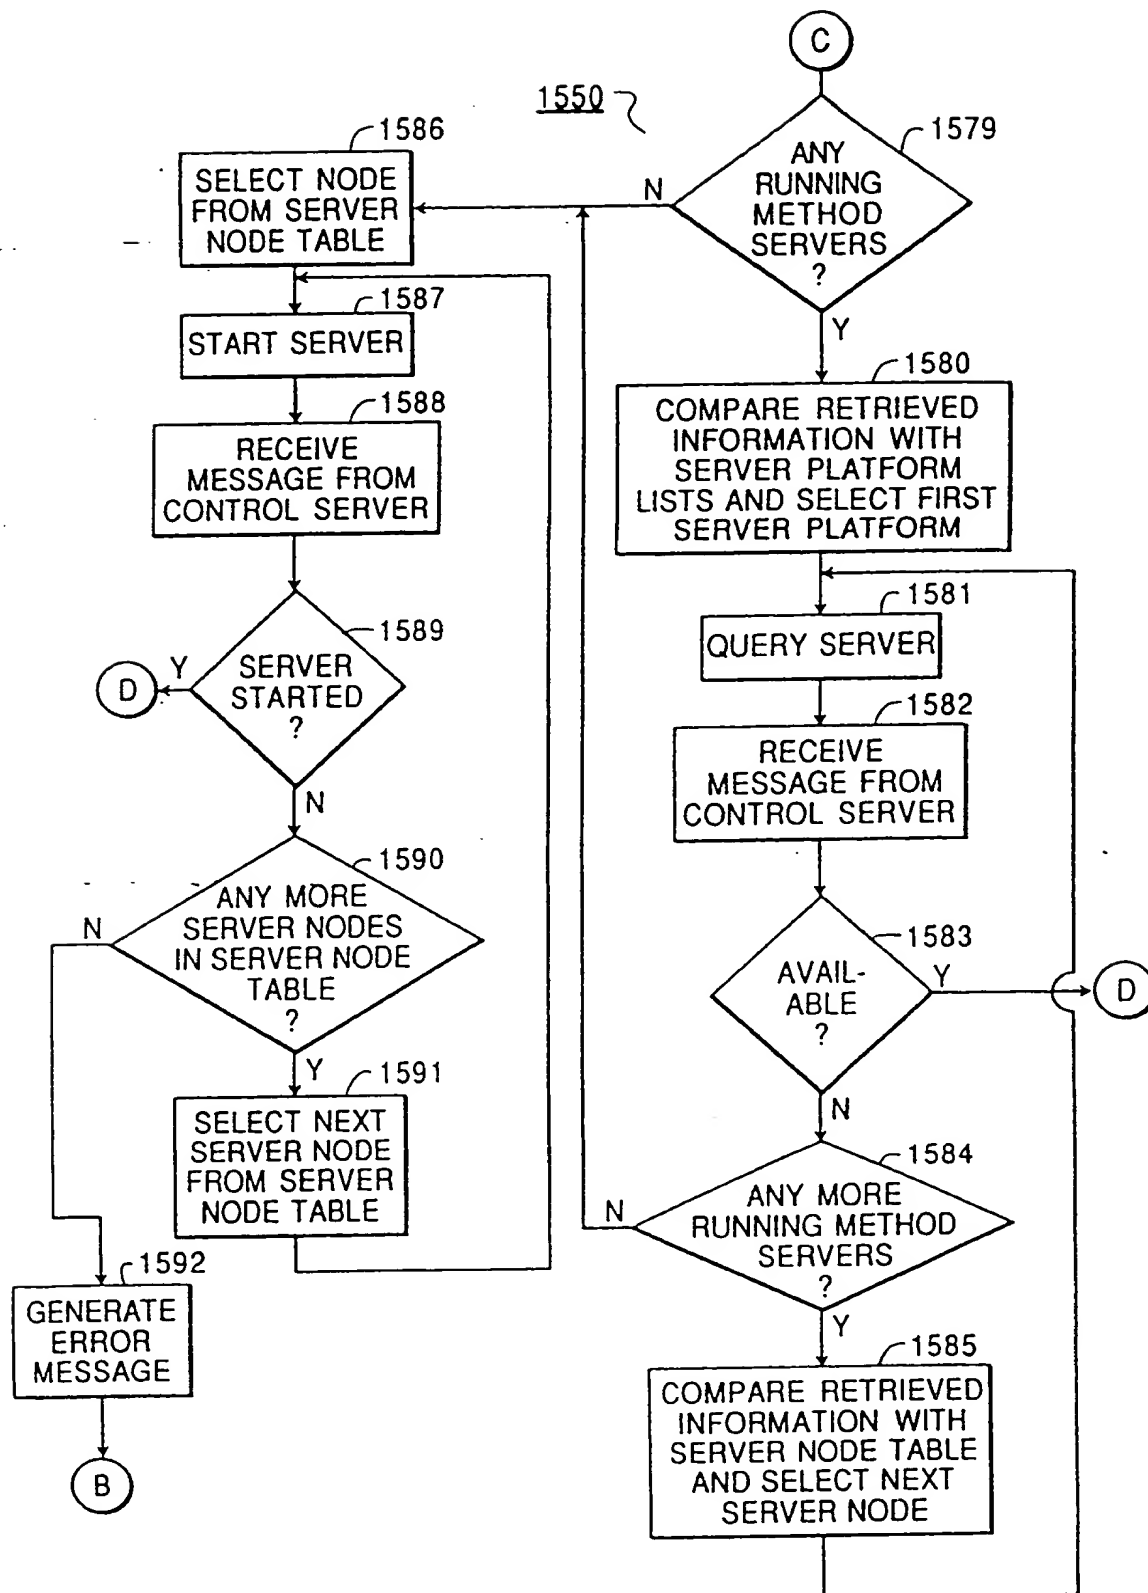 C
1550
1579
ANY
RUNNING
METHOD
SERVERS
?
N
Y
1586
SELECT NODE
FROM SERVER
NODE TABLE
1587
START SERVER
1588
RECEIVE
MESSAGE FROM
CONTROL SERVER
1589
SERVER
STARTED
?
Y
D
N
1590
ANY MORE
SERVER NODES
IN SERVER NODE
TABLE
?
N
Y
1591
SELECT NEXT
SERVER NODE
FROM SERVER
NODE TABLE
1592
GENERATE
ERROR
MESSAGE
B
1580
COMPARE RETRIEVED
INFORMATION WITH
SERVER PLATFORM
LISTS AND SELECT FIRST
SERVER PLATFORM
1581
QUERY SERVER
1582
RECEIVE
MESSAGE FROM
CONTROL SERVER
1583
AVAIL-
ABLE
?
Y
D
N
1584
ANY MORE
RUNNING METHOD
SERVERS
?
N
Y
1585
COMPARE RETRIEVED
INFORMATION WITH
SERVER NODE TABLE
AND SELECT NEXT
SERVER NODE